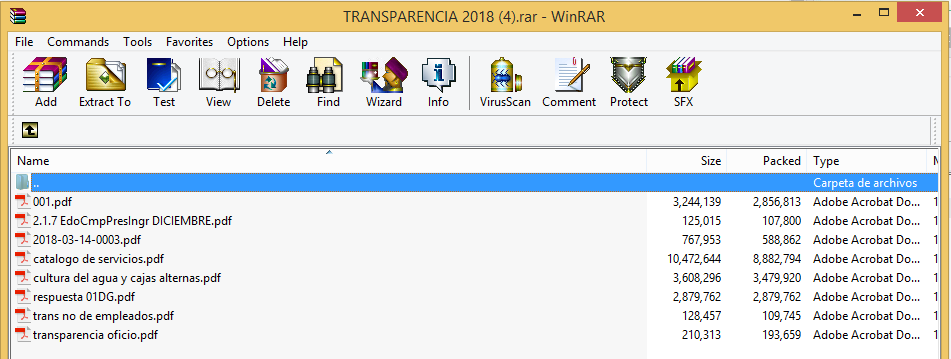 TRANSPARENCIA 2018 (4).rar - WinRAR
File Commands Tools Favorites Options Help
Add Extract To Test View Delete Find Wizard Info VirusScan Comment Protect SFX
Name Size Packed Type
.. Carpeta de archivos
001.pdf 3,244,139 2,856,813 Adobe Acrobat Do...
2.1.7 EdoCmpPresIngr DICIEMBRE.pdf 125,015 107,800 Adobe Acrobat Do...
2018-03-14-0003.pdf 767,953 588,862 Adobe Acrobat Do...
catalogo de servicios.pdf 10,472,644 8,882,794 Adobe Acrobat Do...
cultura del agua y cajas alternas.pdf 3,608,296 3,479,920 Adobe Acrobat Do...
respuesta 01DG.pdf 2,879,762 2,879,762 Adobe Acrobat Do...
trans no de empleados.pdf 128,457 109,745 Adobe Acrobat Do...
transparencia oficio.pdf 210,313 193,659 Adobe Acrobat Do...